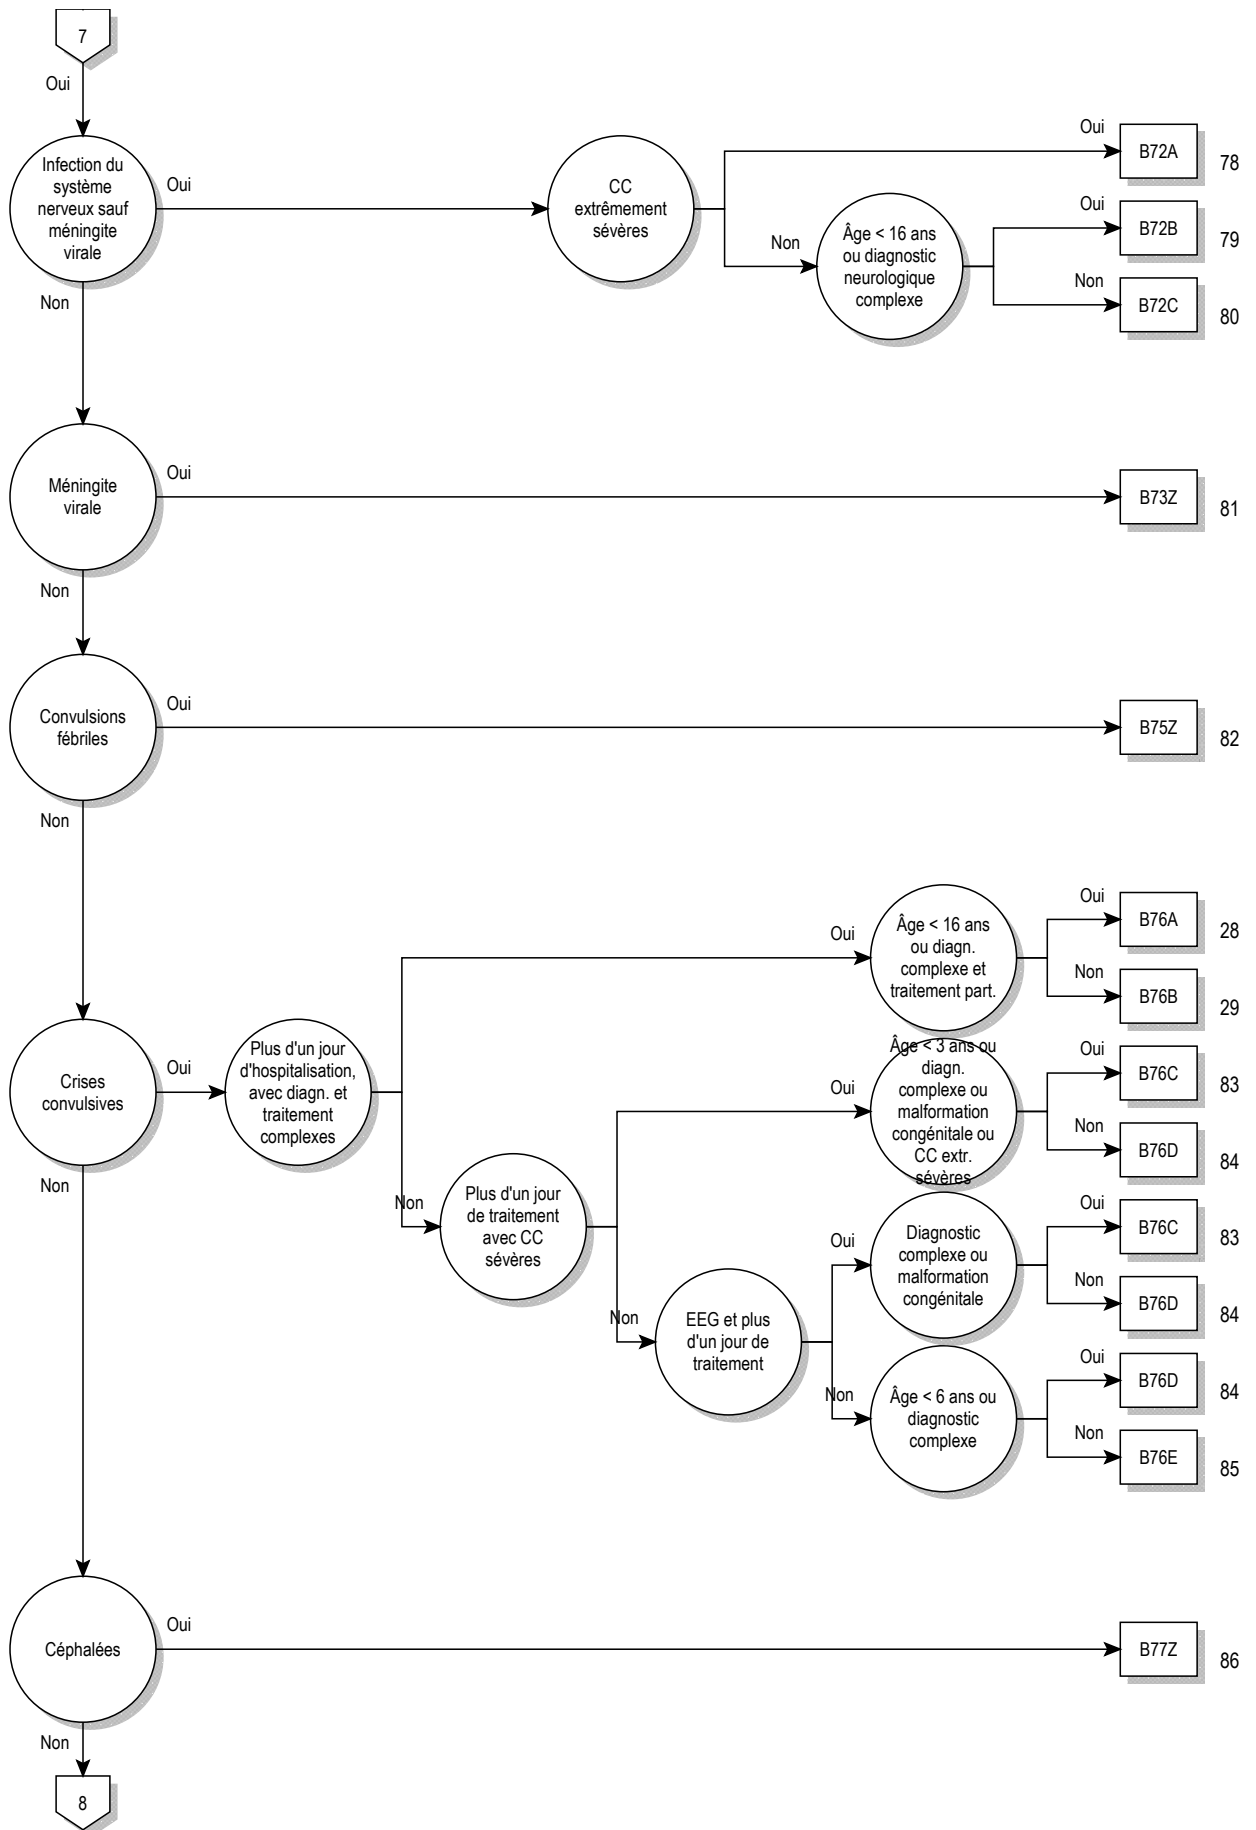 7
Oui
Infection du
système
nerveux sauf
méningite
virale
Oui
CC
extrêmement
sévères
Oui
B72A
78
Non
Âge < 16 ans
ou diagnostic
neurologique
complexe
Oui
B72B
79
Non
B72C
80
Non
Méningite
virale
Oui
B73Z
81
Non
Convulsions
fébriles
Oui
B75Z
82
Non
Crises
convulsives
Oui
Plus d'un jour
d'hospitalisation,
avec diagn. et
traitement
complexes
Oui
Âge < 16 ans
ou diagn.
complexe et
traitement part.
Oui
B76A
28
Non
B76B
29
Non
Plus d'un jour
de traitement
avec CC
sévères
Oui
Âge < 3 ans ou
diagn.
complexe ou
malformation
congénitale ou
CC extr.
sévères
Oui
B76C
83
Non
B76D
84
Non
EEG et plus
d'un jour de
traitement
Oui
Diagnostic
complexe ou
malformation
congénitale
Oui
B76C
83
Non
B76D
84
Non
Âge < 6 ans ou
diagnostic
complexe
Oui
B76D
84
Non
B76E
85
Non
Céphalées
Oui
B77Z
86
Non
8